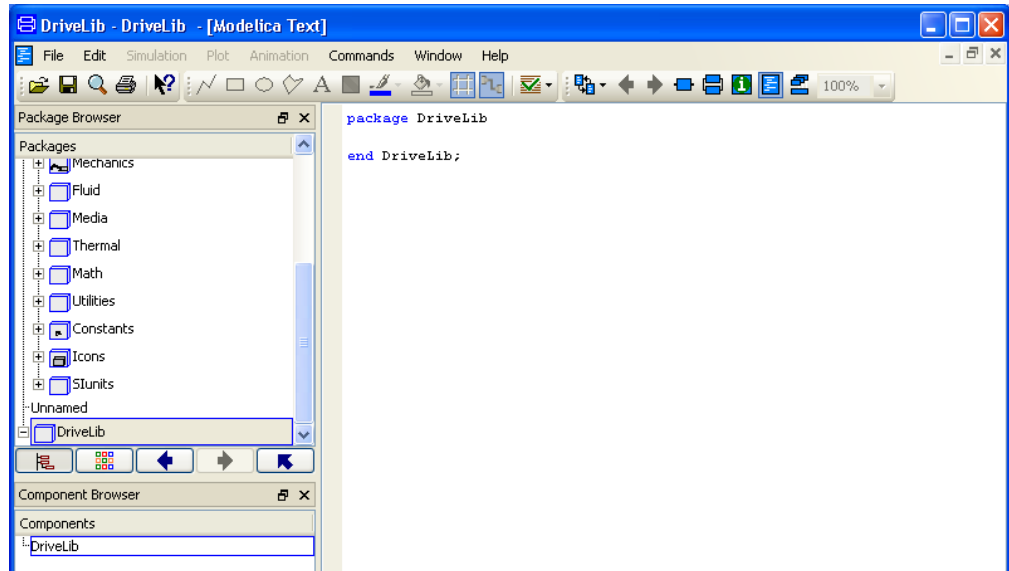 DriveLib - DriveLib - [Modelica Text]
File Edit Simulation Plot Animation Commands Window Help
A 100%
Package Browser
Packages
Mechanics
Fluid
Media
Thermal
Math
Utilities
Constants
Icons
SIunits
Unnamed
DriveLib
Component Browser
Components
DriveLib
package DriveLib
end DriveLib;